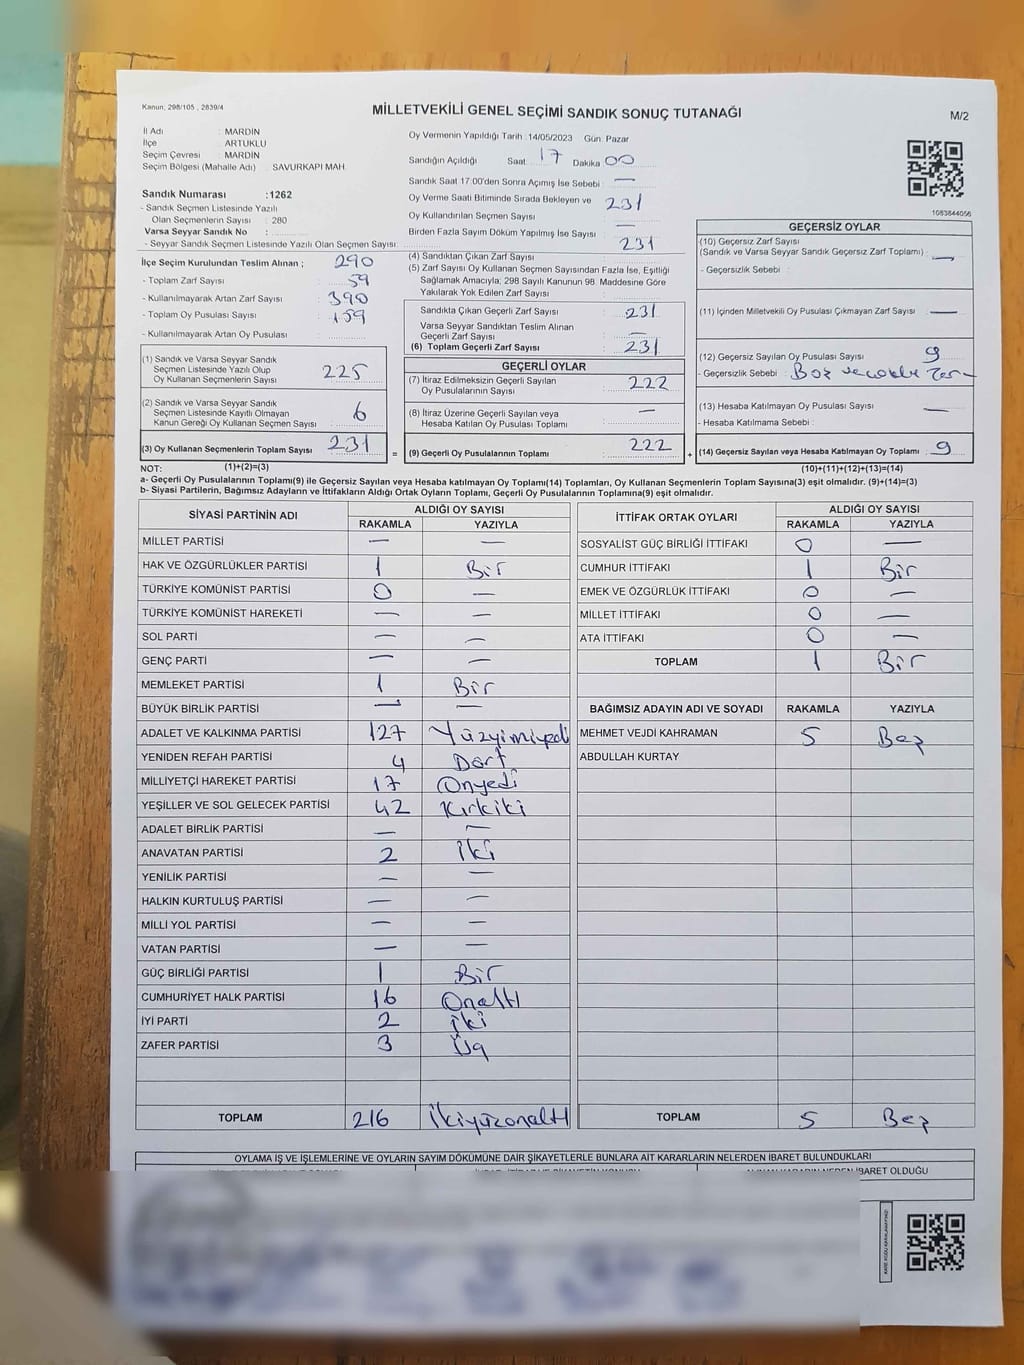 Kanun; 298/105 , 2839/4
MİLLETVEKİLİ GENEL SEÇİMİ SANDIK SONUÇ TUTANAĞI
M/2
İl Adı : MARDİN
İlçe : ARTUKLU
Seçim Çevresi : MARDİN
Seçim Bölgesi (Mahalle Adı) : SAVURKAPI MAH.
Sandık Numarası :1262
- Sandık Seçmen Listesinde Yazılı
Olan Seçmenlerin Sayısı : 280
Varsa Seyyar Sandık No :
- Seyyar Sandık Seçmen Listesinde Yazılı Olan Seçmen Sayısı:
Oy Vermenin Yapıldığı Tarih :14/05/2023 Gün: Pazar
Sandığın Açıldığı Saat: 17 Dakika 00
Sandık Saat 17:00'den Sonra Açımış İse Sebebi : —
Oy Verme Saati Bitiminde Sırada Bekleyen ve
Oy Kullandırılan Seçmen Sayısı : 231
Birden Fazla Sayım Döküm Yapılmış İse Sayısı : —
1083844056
İlçe Seçim Kurulundan Teslim Alınan ; 290
- Toplam Zarf Sayısı : 59
- Kullanılmayarak Artan Zarf Sayısı : 390
- Toplam Oy Pusulası Sayısı : 159
- Kullanılmayarak Artan Oy Pusulası :
(1) Sandık ve Varsa Seyyar Sandık
Seçmen Listesinde Yazılı Olup
Oy Kullanan Seçmenlerin Sayısı : 225
(2) Sandık ve Varsa Seyyar Sandık
Seçmen Listesinde Kayıtlı Olmayan
Kanun Gereği Oy Kullanan Seçmen Sayısı : 6
(3) Oy Kullanan Seçmenlerin Toplam Sayısı : 231
(4) Sandıktan Çıkan Zarf Sayısı : 231
(5) Zarf Sayısı Oy Kullanan Seçmen Sayısından Fazla İse, Eşitliği
Sağlamak Amacıyla; 298 Sayılı Kanunun 98. Maddesine Göre
Yakılarak Yok Edilen Zarf Sayısı :
Sandıkta Çıkan Geçerli Zarf Sayısı : 231
Varsa Seyyar Sandıktan Teslim Alınan
Geçerli Zarf Sayısı : —
(6) Toplam Geçerli Zarf Sayısı : 231
GEÇERLİ OYLAR
(7) İtiraz Edilmeksizin Geçerli Sayılan
Oy Pusulalarının Sayısı : 222
(8) İtiraz Üzerine Geçerli Sayılan veya
Hesaba Katılan Oy Pusulası Toplamı : —
= (9) Geçerli Oy Pusulalarının Toplamı : 222
GEÇERSİZ OYLAR
(10) Geçersiz Zarf Sayısı
(Sandık ve Varsa Seyyar Sandık Geçersiz Zarf Toplamı) : —
- Geçersizlik Sebebi :
(11) İçinden Milletvekili Oy Pusulası Çıkmayan Zarf Sayısı : —
(12) Geçersiz Sayılan Oy Pusulası Sayısı : 9
- Geçersizlik Sebebi : Boş
(13) Hesaba Katılmayan Oy Pusulası Sayısı : —
- Hesaba Katılmama Sebebi :
+ (14) Geçersiz Sayılan veya Hesaba Katılmayan Oy Toplamı : 9
NOT: (1)+(2)=(3) (10)+(11)+(12)+(13)=(14)
a- Geçerli Oy Pusulalarının Toplamı(9) ile Geçersiz Sayılan veya Hesaba katılmayan Oy Toplamı(14) Toplamları, Oy Kullanan Seçmenlerin Toplam Sayısına(3) eşit olmalıdır. (9)+(14)=(3)
b- Siyasi Partilerin, Bağımsız Adayların ve İttifakların Aldığı Ortak Oyların Toplamı, Geçerli Oy Pusulalarının Toplamına(9) eşit olmalıdır.
SİYASİ PARTİNİN ADI ALDIĞI OY SAYISI
RAKAMLA YAZIYLA
MİLLET PARTİSİ — —
HAK VE ÖZGÜRLÜKLER PARTİSİ 1 Bir
TÜRKİYE KOMÜNİST PARTİSİ 0 —
TÜRKİYE KOMÜNİST HAREKETİ — —
SOL PARTİ — —
GENÇ PARTİ — —
MEMLEKET PARTİSİ 1 Bir
BÜYÜK BİRLİK PARTİSİ — —
ADALET VE KALKINMA PARTİSİ 127 Yüzyimiyedi
YENİDEN REFAH PARTİSİ 4 Dört
MİLLİYETÇİ HAREKET PARTİSİ 17 Onyedi
YEŞİLLER VE SOL GELECEK PARTİSİ 42 Kırkiki
ADALET BİRLİK PARTİSİ — —
ANAVATAN PARTİSİ 2 İki
YENİLİK PARTİSİ — —
HALKIN KURTULUŞ PARTİSİ — —
MİLLİ YOL PARTİSİ — —
VATAN PARTİSİ — —
GÜÇ BİRLİĞİ PARTİSİ 1 Bir
CUMHURİYET HALK PARTİSİ 16 Onaltı
İYİ PARTİ 2 iki
ZAFER PARTİSİ 3 Üç
TOPLAM 216 ikiyüzonaltı
İTTİFAK ORTAK OYLARI ALDIĞI OY SAYISI
RAKAMLA YAZIYLA
SOSYALİST GÜÇ BİRLİĞİ İTTİFAKI 0 —
CUMHUR İTTİFAKI 1 Bir
EMEK VE ÖZGÜRLÜK İTTİFAKI 0 —
MİLLET İTTİFAKI 0 —
ATA İTTİFAKI 0 —
TOPLAM 1 Bir
BAĞIMSIZ ADAYIN ADI VE SOYADI RAKAMLA YAZIYLA
MEHMET VEJDİ KAHRAMAN 5 Beş
ABDULLAH KURTAY
TOPLAM 5 Beş
OYLAMA İŞ VE İŞLEMLERİNE VE OYLARIN SAYIM DÖKÜMÜNE DAİR ŞİKAYETLERLE BUNLARA AİT KARARLARIN NELERDEN İBARET BULUNDUKLARI
İBARET OLDUĞU